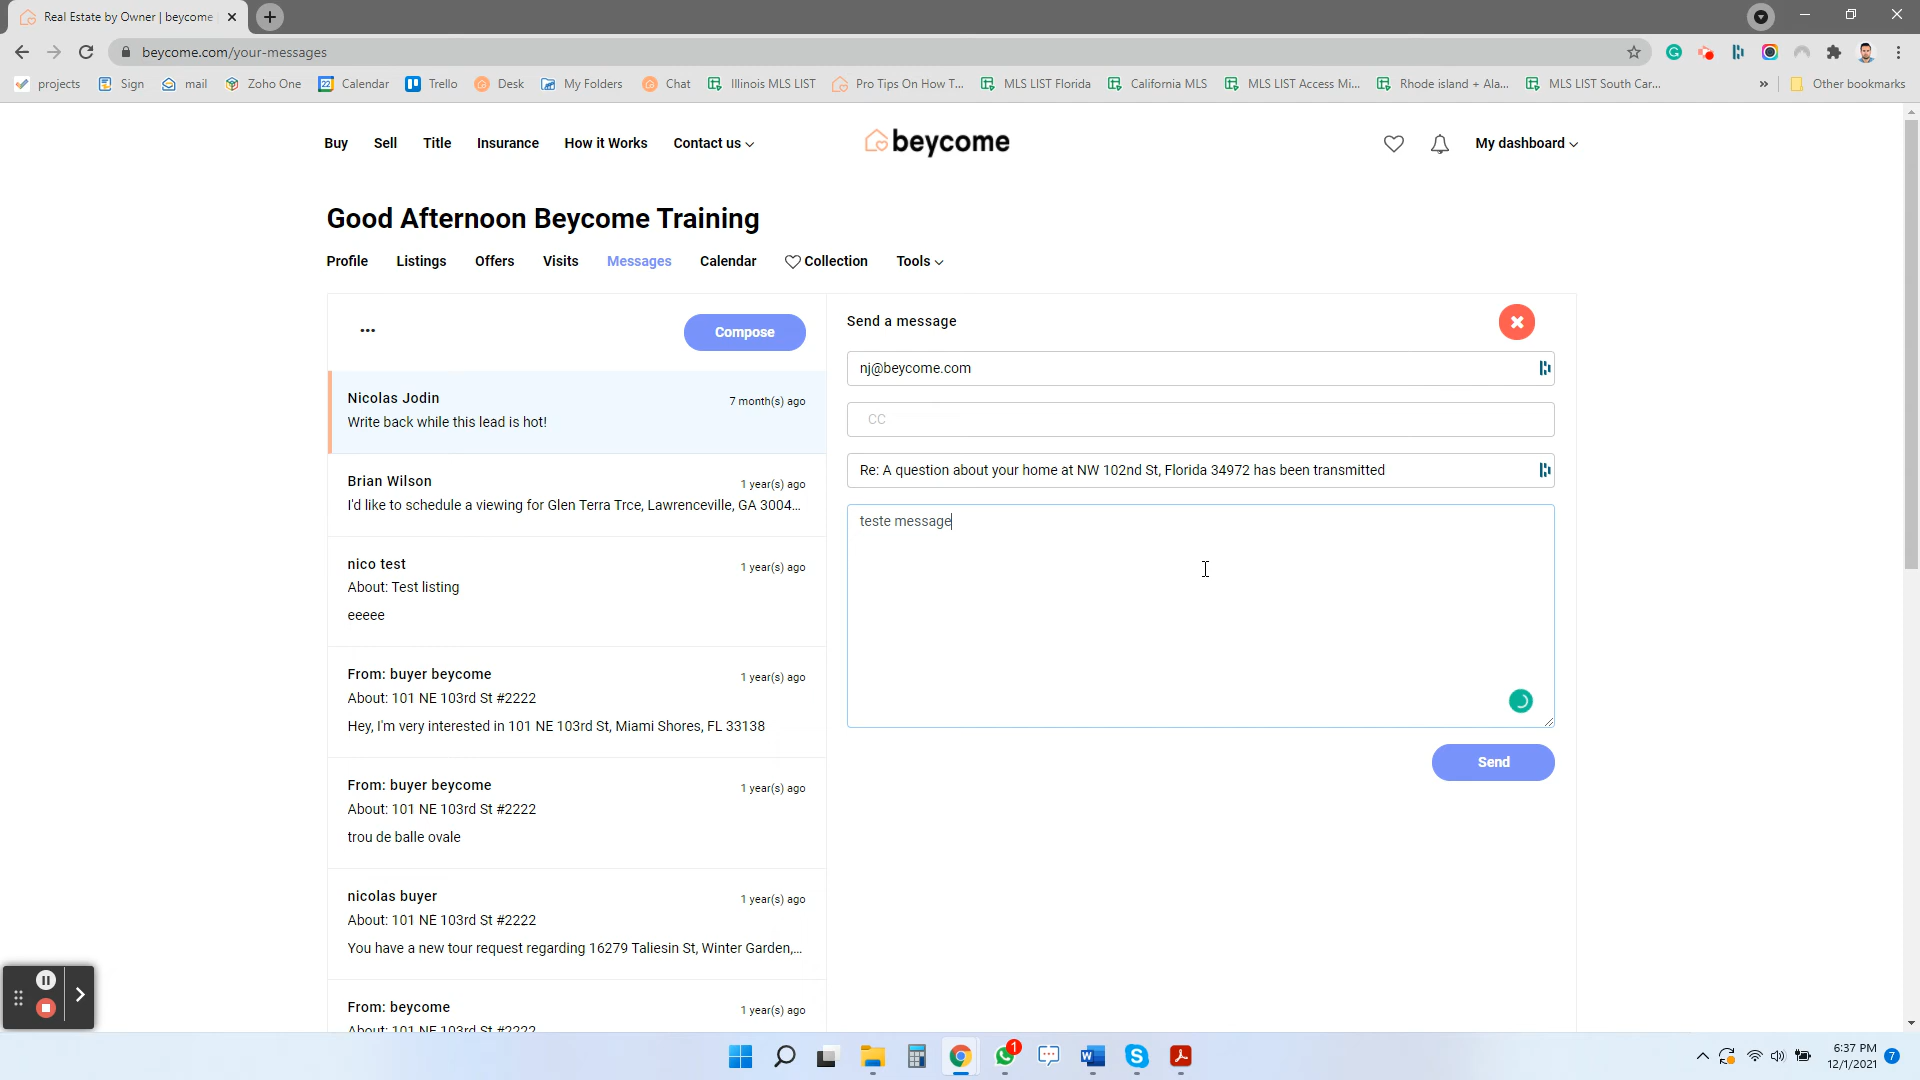 Real Estate by Owner | beycome
beycome.com/your-messages
projects Sign mail Zoho One 22 Calendar Trello Desk My Folders Chat Illinois MLS LIST Pro Tips On How T... MLS LIST Florida California MLS MLS LIST Access Mi... Rhode island + Ala... MLS LIST South Car... » Other bookmarks
Buy Sell Title Insurance How it Works Contact us beycome My dashboard
Good Afternoon Beycome Training
Profile Listings Offers Visits Messages Calendar Collection Tools
Compose
Nicolas Jodin 7 month(s) ago
Write back while this lead is hot!
Brian Wilson 1 year(s) ago
I'd like to schedule a viewing for Glen Terra Trce, Lawrenceville, GA 3004...
nico test 1 year(s) ago
About: Test listing
eeeee
From: buyer beycome 1 year(s) ago
About: 101 NE 103rd St #2222
Hey, I'm very interested in 101 NE 103rd St, Miami Shores, FL 33138
From: buyer beycome 1 year(s) ago
About: 101 NE 103rd St #2222
trou de balle ovale
nicolas buyer 1 year(s) ago
About: 101 NE 103rd St #2222
You have a new tour request regarding 16279 Taliesin St, Winter Garden,...
From: beycome 1 year(s) ago
About: 101 NE 103rd St #2222
Send a message
nj@beycome.com
CC
Re: A question about your home at NW 102nd St, Florida 34972 has been transmitted
teste message
Send
1
6:37 PM
12/1/2021 7